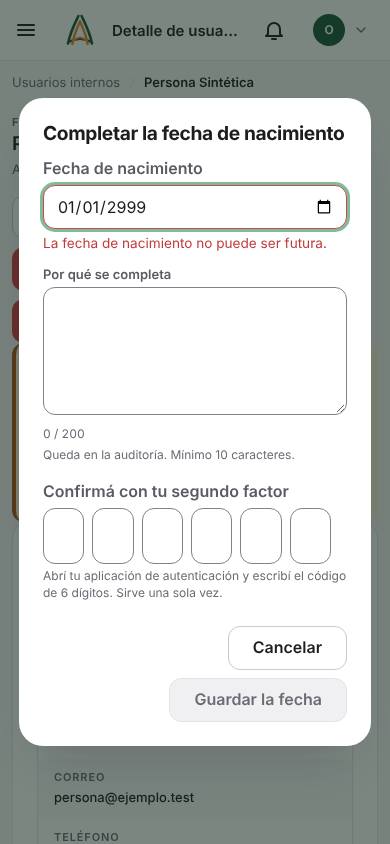 Detalle de usua...
O
Usuarios internos
Persona Sintética
Completar la fecha de nacimiento
Fecha de nacimiento
01/01/2999
La fecha de nacimiento no puede ser futura.
Por qué se completa
0 / 200
Queda en la auditoría. Mínimo 10 caracteres.
Confirmá con tu segundo factor
Abrí tu aplicación de autenticación y escribí el código
de 6 dígitos. Sirve una sola vez.
Cancelar
Guardar la fecha
CORREO
persona@ejemplo.test
TELÉFONO